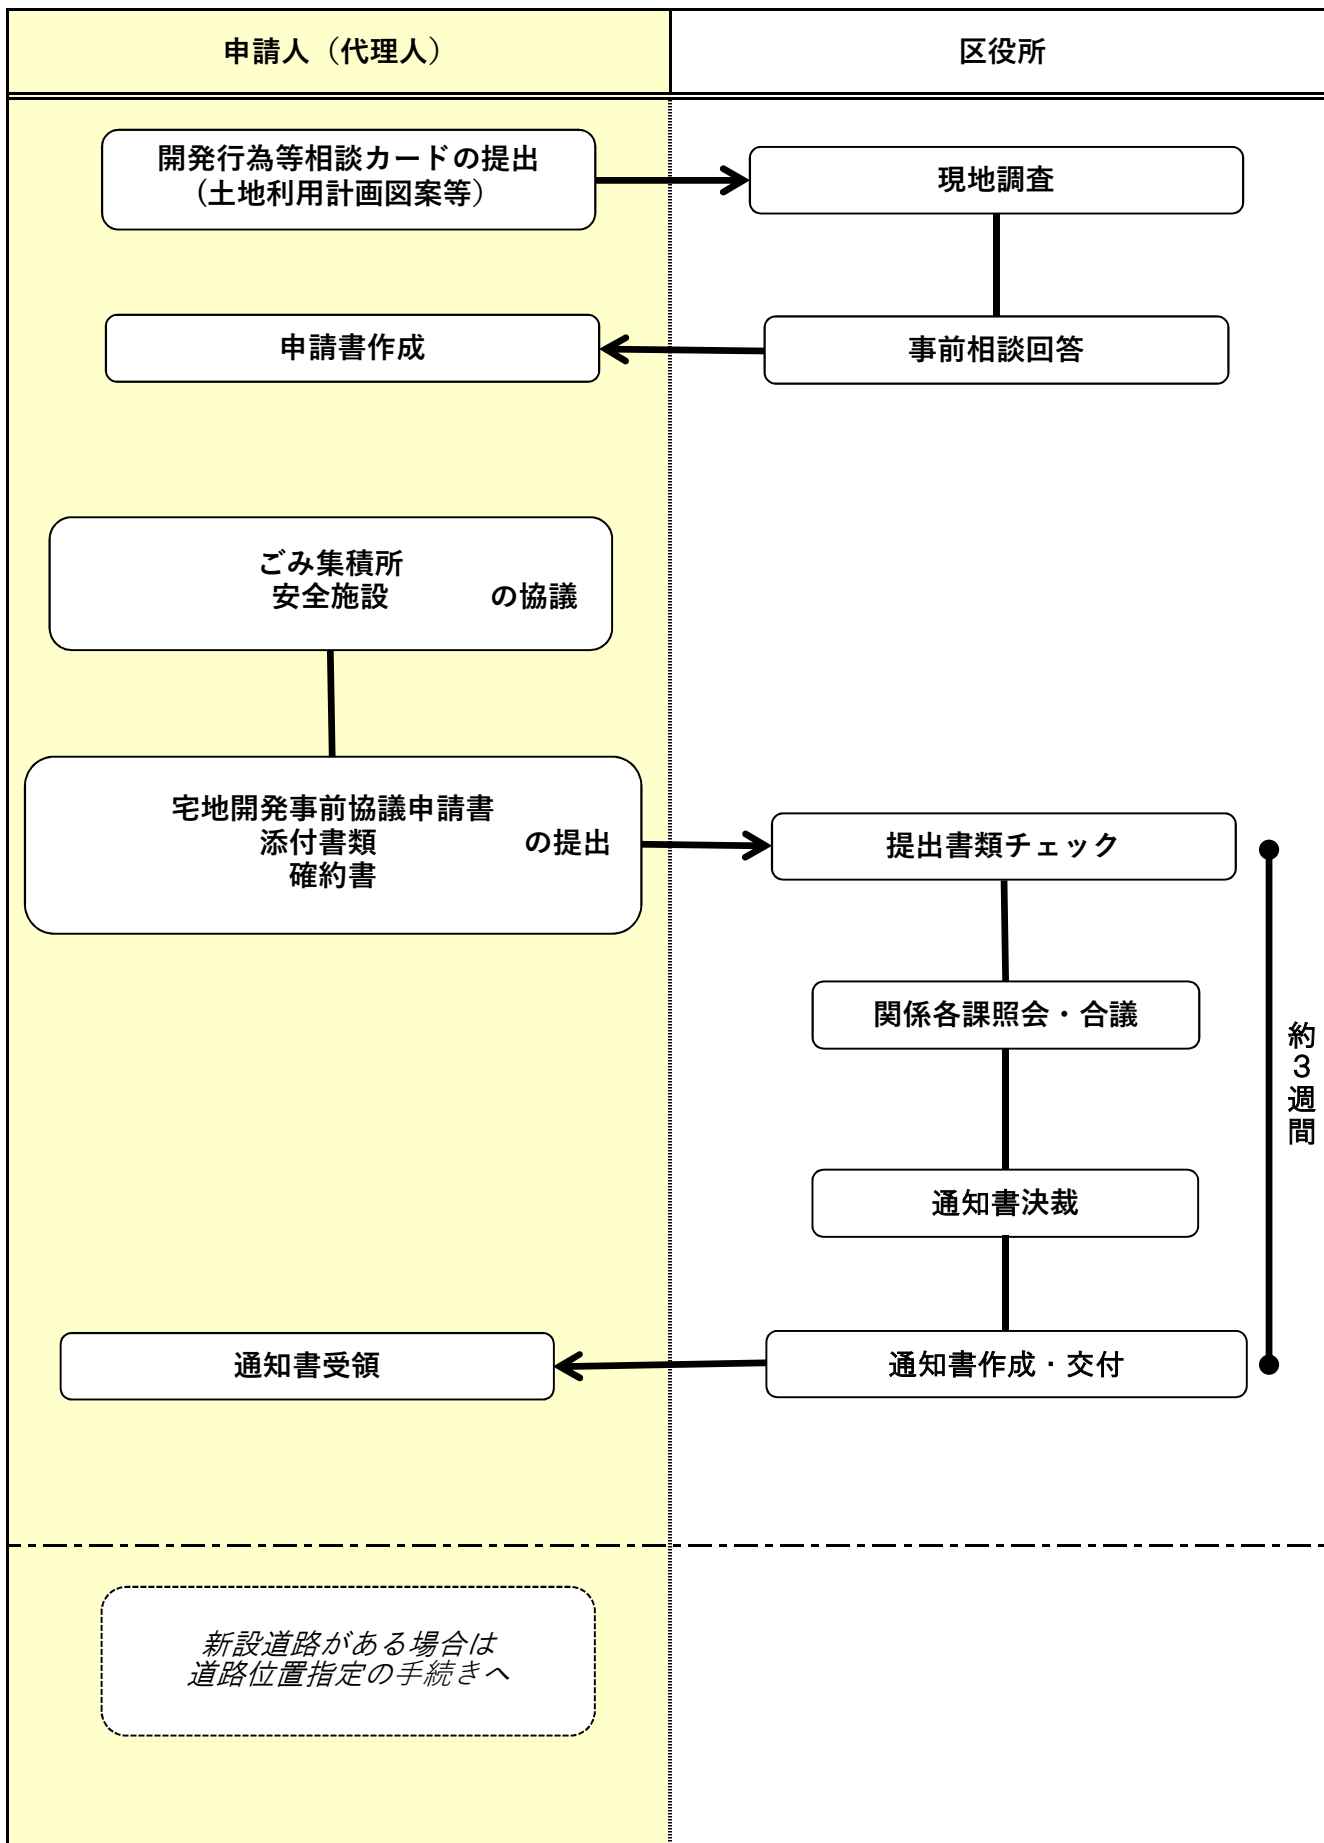 申請人（代理人）
区役所
開発行為等相談カードの提出
（土地利用計画図案等）
現地調査
申請書作成
事前相談回答
ごみ集積所
安全施設 の協議
宅地開発事前協議申請書
添付書類 の提出
確約書
提出書類チェック
関係各課照会・合議
約3週間
通知書決裁
通知書受領
通知書作成・交付
新設道路がある場合は
道路位置指定の手続きへ